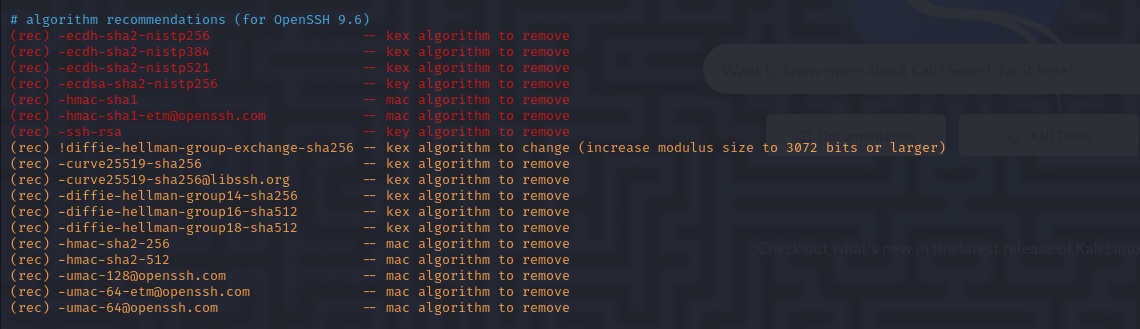 # algorithm recommendations (for OpenSSH 9.6)
(rec) -ecdh-sha2-nistp256 -- kex algorithm to remove
(rec) -ecdh-sha2-nistp384 -- kex algorithm to remove
(rec) -ecdh-sha2-nistp521 -- kex algorithm to remove
(rec) -ecdsa-sha2-nistp256 -- key algorithm to remove
Want to know more about Kali? Search for it here!
(rec) -hmac-sha1 -- mac algorithm to remove
(rec) -hmac-sha1-etm@openssh.com -- mac algorithm to remove
(rec) -ssh-rsa -- key algorithm to remove
Documentation
Kali Tools
(rec) !diffie-hellman-group-exchange-sha256 -- kex algorithm to change (increase modulus size to 3072 bits or larger)
(rec) -curve25519-sha256 -- kex algorithm to remove
(rec) -curve25519-sha256@libssh.org -- kex algorithm to remove
(rec) -diffie-hellman-group14-sha256 -- kex algorithm to remove
(rec) -diffie-hellman-group16-sha512 -- kex algorithm to remove
(rec) -diffie-hellman-group18-sha512 -- kex algorithm to remove
(rec) -hmac-sha2-256 -- mac algorithm to remove
Check out what's new in the latest release of Kali Linux
(rec) -hmac-sha2-512 -- mac algorithm to remove
(rec) -umac-128@openssh.com -- mac algorithm to remove
(rec) -umac-64-etm@openssh.com -- mac algorithm to remove
(rec) -umac-64@openssh.com -- mac algorithm to remove